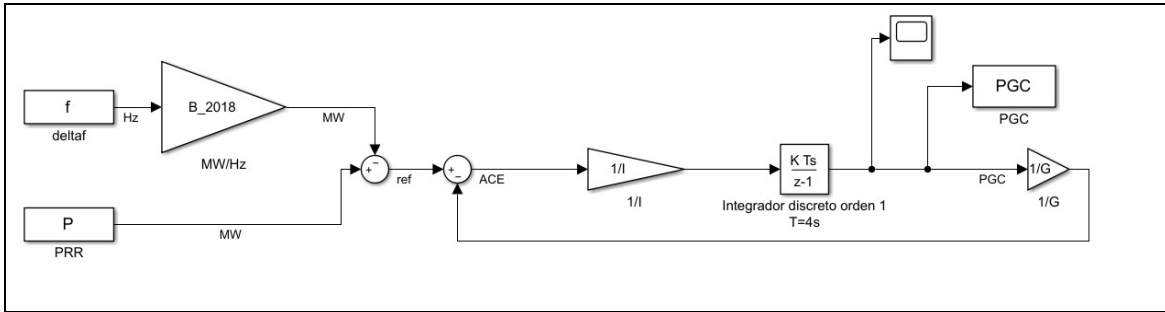 f
Hz
deltaf
B_2018
MW
MW/Hz
P
PRR
MW
−
+
ref
+
−
ACE
1/I
1/I
K Ts
z-1
Integrador discreto orden 1
T=4s
PGC
PGC
PGC
1/G
1/G